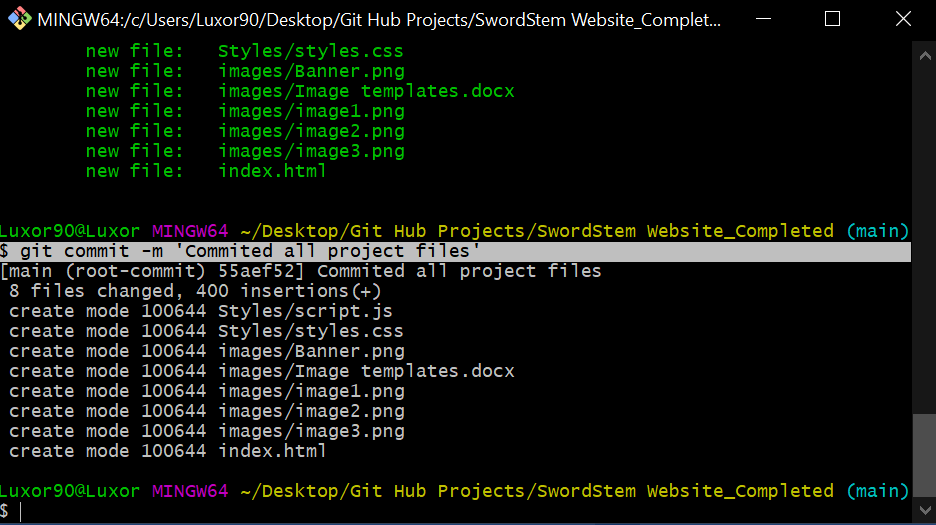 MINGW64:/c/Users/Luxor90/Desktop/Git Hub Projects/SwordStem Website_Complet...
new file:   Styles/styles.css
new file:   images/Banner.png
new file:   images/Image templates.docx
new file:   images/image1.png
new file:   images/image2.png
new file:   images/image3.png
new file:   index.html
Luxor90@Luxor MINGW64 ~/Desktop/Git Hub Projects/SwordStem Website_Completed (main)
$ git commit -m 'Commited all project files'
[main (root-commit) 55aef52] Commited all project files
 8 files changed, 400 insertions(+)
 create mode 100644 Styles/script.js
 create mode 100644 Styles/styles.css
 create mode 100644 images/Banner.png
 create mode 100644 images/Image templates.docx
 create mode 100644 images/image1.png
 create mode 100644 images/image2.png
 create mode 100644 images/image3.png
 create mode 100644 index.html
Luxor90@Luxor MINGW64 ~/Desktop/Git Hub Projects/SwordStem Website_Completed (main)
$